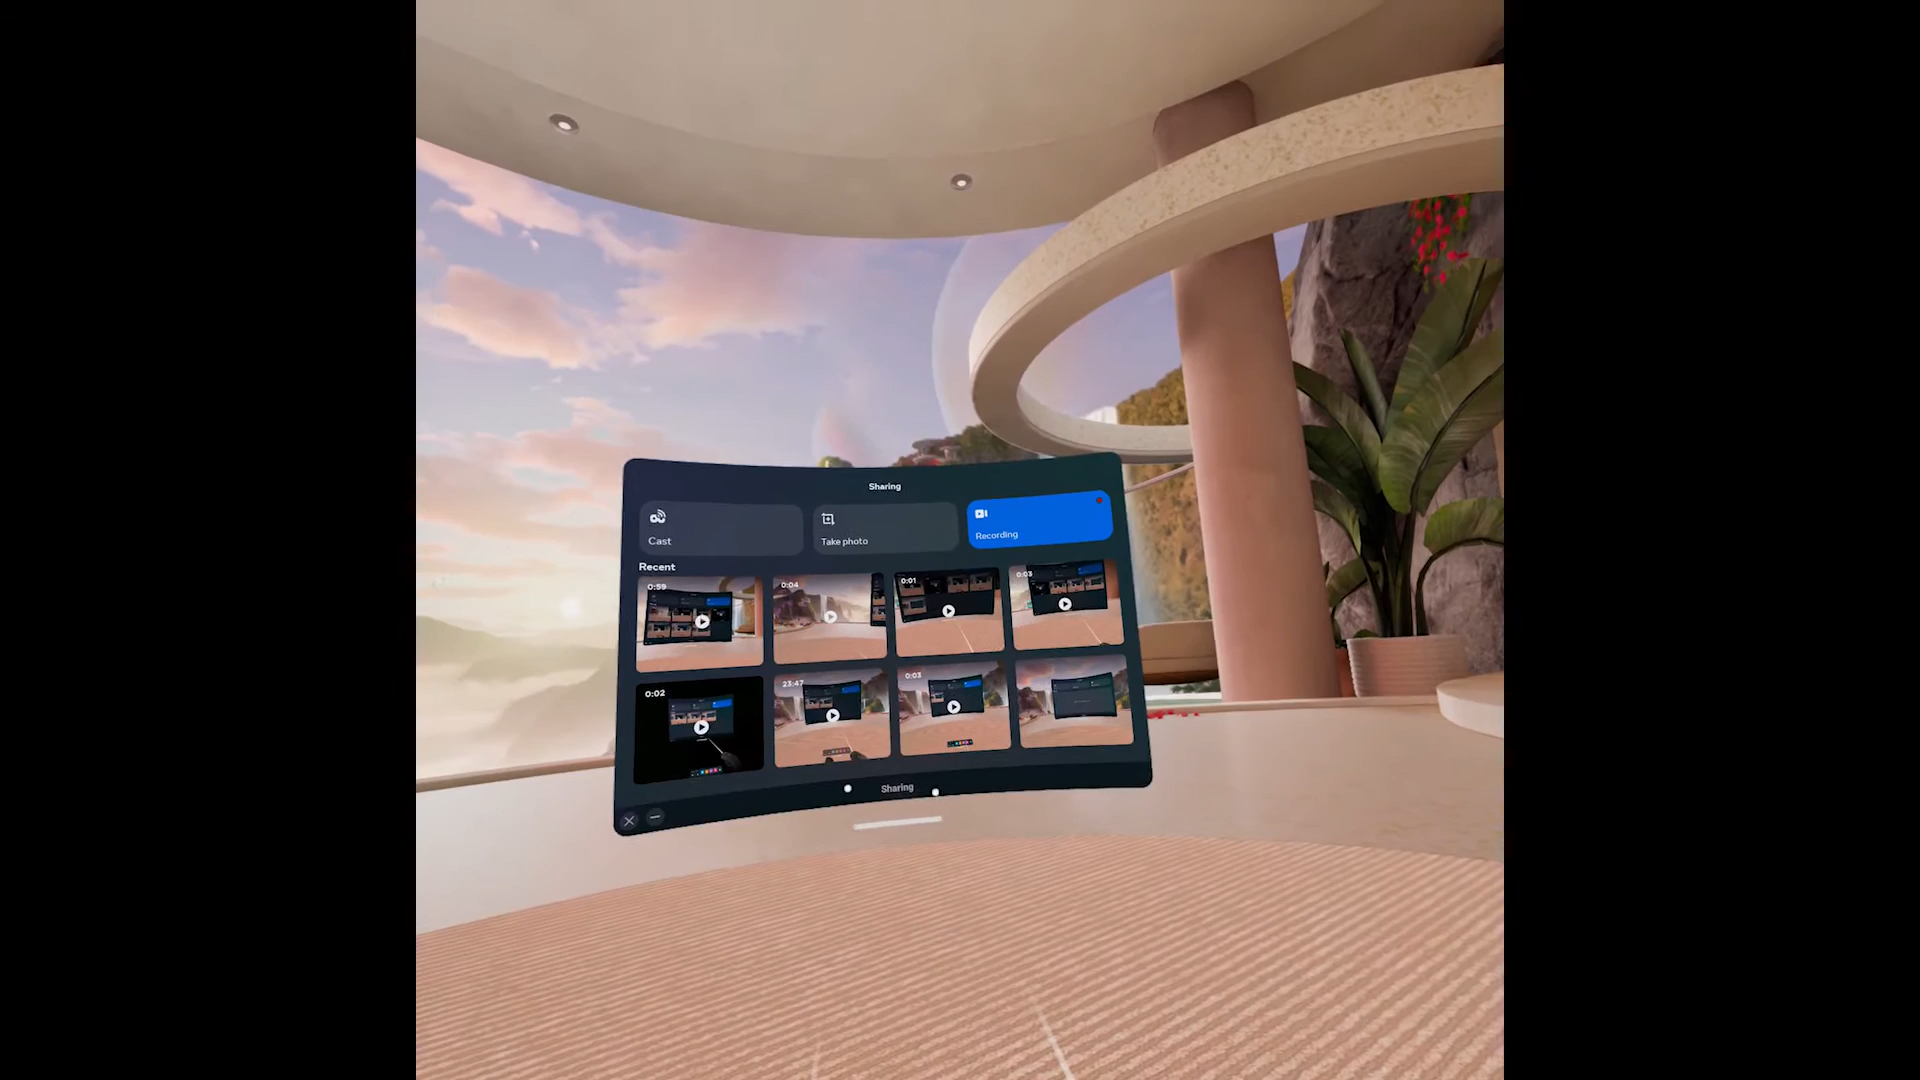 Sharing
Cast
Take photo
Recording
Recent
0:59
0:04
0:01
0:03
0:02
23:47
0:03
Sharing